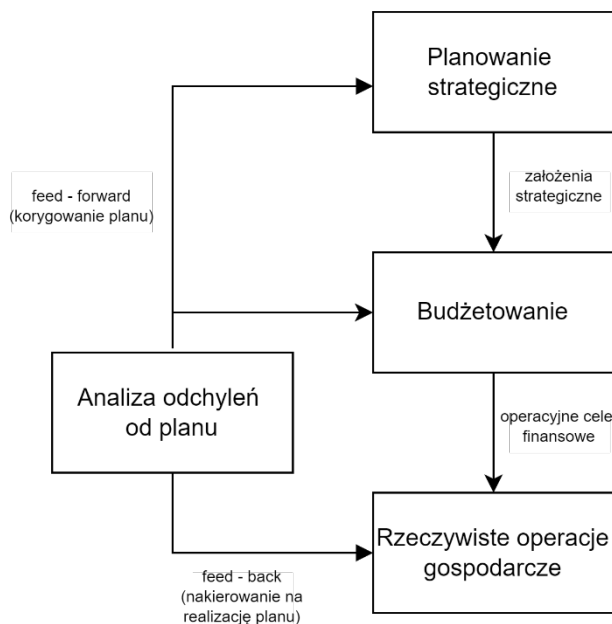 Planowanie
strategiczne
feed - forward
(korygowanie planu)
założenia
strategiczne
Budżetowanie
Analiza odchyleń
od planu
operacyjne cele
finansowe
Rzeczywiste operacje
gospodarcze
feed - back
(nakierowanie na
realizację planu)